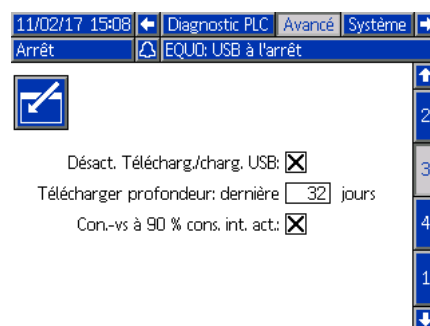 11/02/17 15:08 Diagnostic PLC Avancé Système
Arrêt EQU0: USB à l'arrêt
2
Désact. Télécharg./charg. USB:
3
Télécharger profondeur: dernière 32 jours
Con.-vs à 90 % cons. int. act.:
4
1